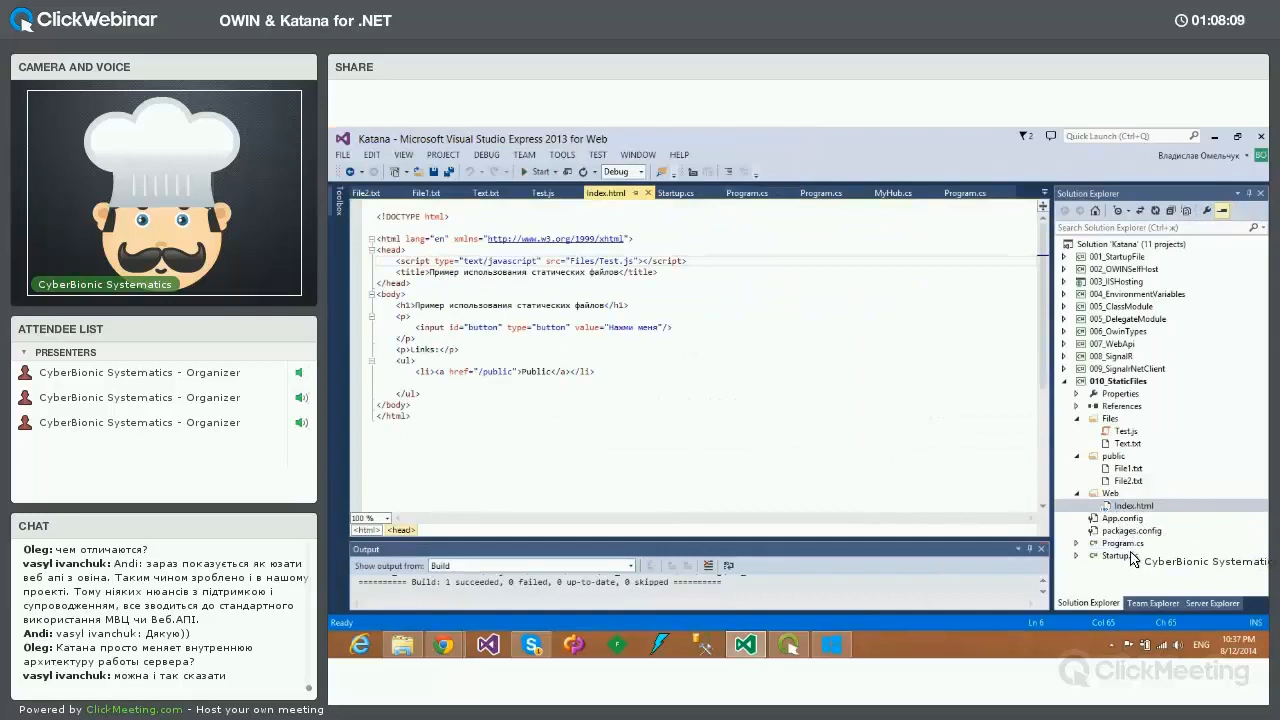 ClickWebinar
OWIN & Katana for .NET
01:08:09
CAMERA AND VOICE
CyberBionic Systematics
ATTENDEE LIST
PRESENTERS
CyberBionic Systematics - Organizer
CyberBionic Systematics - Organizer
CyberBionic Systematics - Organizer
CHAT
Oleg: чем отличаются?
vasyl ivanchuk: Andi: зараз показується як юзати
веб апі з овіна. Таким чином зроблено і в нашому
проекті. Тому ніяких нюансів з підтримкою і
супроводженням, все зводиться до стандартного
використання МВЦ чи Веб.АПІ.
Andi: vasyl ivanchuk: Дякую))
Oleg: Катана просто меняет внутреннюю
архитектуру работы сервера?
vasyl ivanchuk: можна і так сказати
Powered by ClickMeeting.com - Host your own meeting
SHARE
Katana - Microsoft Visual Studio Express 2013 for Web
2
Quick Launch (Ctrl+Q)
FILE EDIT VIEW PROJECT DEBUG TEAM TOOLS TEST WINDOW HELP
Владислав Омельчук
Start
Debug
Toolbox
File2.txt File1.txt Text.txt Test.js Index.html Startup.cs Program.cs Program.cs MyHub.cs Program.cs
<!DOCTYPE html>
<html lang="en" xmlns="http://www.w3.org/1999/xhtml">
<head>
<script type="text/javascript" src="Files/Test.js"></script>
<title>Пример использования статических файлов</title>
</head>
<body>
<h1>Пример использования статических файлов</h1>
<p>
<input id="button" type="button" value="Нажми меня"/>
</p>
<p>Links:</p>
<ul>
<li><a href="/public">Public</a></li>
</ul>
</body>
</html>
100 %
<html> <head>
Output
Show output from: Build
========== Build: 1 succeeded, 0 failed, 0 up-to-date, 0 skipped ==========
Solution Explorer
Search Solution Explorer (Ctrl+ж)
Solution 'Katana' (11 projects)
001_StartupFile
002_OWINSelfHost
003_IISHosting
004_EnvironmentVariables
005_ClassModule
005_DelegateModule
006_OwinTypes
007_WebApi
008_SignalR
009_SignalrNetClient
010_StaticFiles
Properties
References
Files
Test.js
Text.txt
public
File1.txt
File2.txt
Web
Index.html
App.config
packages.config
Program.cs
Startup
CyberBionic Systemati
Solution Explorer Team Explorer Server Explorer
Ready
Ln 6 Col 65 Ch 65 INS
ENG
10:37 PM
8/12/2014
ClickMeeting